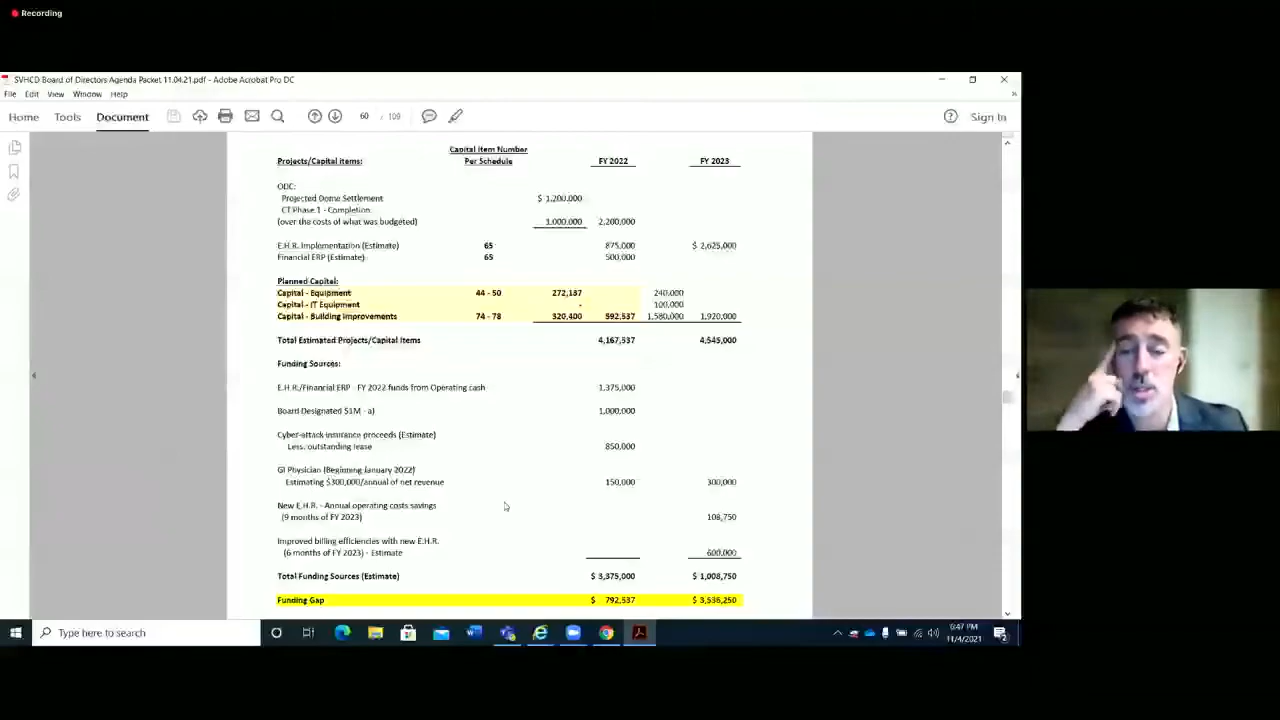 Recording
SVHCD Board of Directors Agenda Packet 11.04.21.pdf - Adobe Acrobat Pro DC
File Edit View Window Help
Home Tools Document 60 / 109 Sign In
Capital Item Number
Projects/Capital items: Per Schedule FY 2022 FY 2023
ODC:
Projected Dome Settlement $ 1,200,000
CT Phase 1 - Completion
(over the costs of what was budgeted) 1,000,000 2,200,000
E.H.R. Implementation (Estimate) 65 875,000 $ 2,625,000
Financial ERP (Estimate) 65 500,000
Planned Capital:
Capital - Equipment 44 - 50 272,137 240,000
Capital - IT Equipment - 100,000
Capital - Building Improvements 74 - 78 320,400 592,537 1,580,000 1,920,000
Total Estimated Projects/Capital Items 4,167,537 4,545,000
Funding Sources:
E.H.R./Financial ERP - FY 2022 funds from Operating cash 1,375,000
Board Designated $1M - a) 1,000,000
Cyber-attack insurance proceeds (Estimate)
Less: outstanding lease 850,000
GI Physician (Beginning January 2022)
Estimating $300,000/annual of net revenue 150,000 300,000
New E.H.R. - Annual operating costs savings
(9 months of FY 2023) 108,750
Improved billing efficiencies with new E.H.R.
(6 months of FY 2023) - Estimate 600,000
Total Funding Sources (Estimate) $ 3,375,000 $ 1,008,750
Funding Gap $ 792,537 $ 3,536,250
Type here to search
6:47 PM
11/4/2021